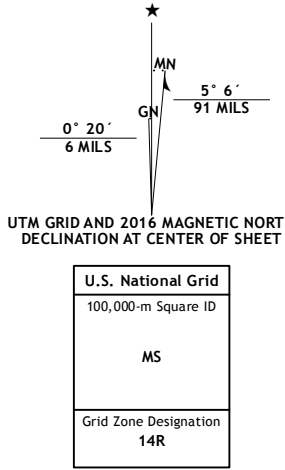 ★
MN
GN
5° 6´
91 MILS
0° 20´
6 MILS
UTM GRID AND 2016 MAGNETIC NORT
DECLINATION AT CENTER OF SHEET
U.S. National Grid
100,000-m Square ID
MS
Grid Zone Designation
14R